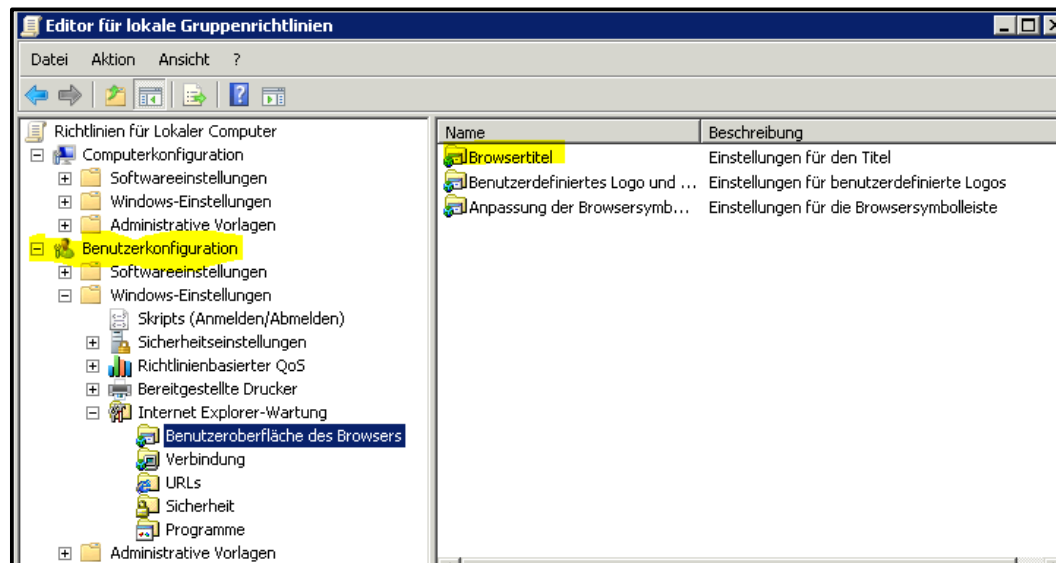 Editor für lokale Gruppenrichtlinien
Datei Aktion Ansicht ?
Richtlinien für Lokaler Computer
Computerkonfiguration
Softwareeinstellungen
Windows-Einstellungen
Administrative Vorlagen
Benutzerkonfiguration
Softwareeinstellungen
Windows-Einstellungen
Skripts (Anmelden/Abmelden)
Sicherheitseinstellungen
Richtlinienbasierter QoS
Bereitgestellte Drucker
Internet Explorer-Wartung
Benutzeroberfläche des Browsers
Verbindung
URLs
Sicherheit
Programme
Administrative Vorlagen
Name Beschreibung
Browsertitel Einstellungen für den Titel
Benutzerdefiniertes Logo und ... Einstellungen für benutzerdefinierte Logos
Anpassung der Browsersymb... Einstellungen für die Browsersymbolleiste